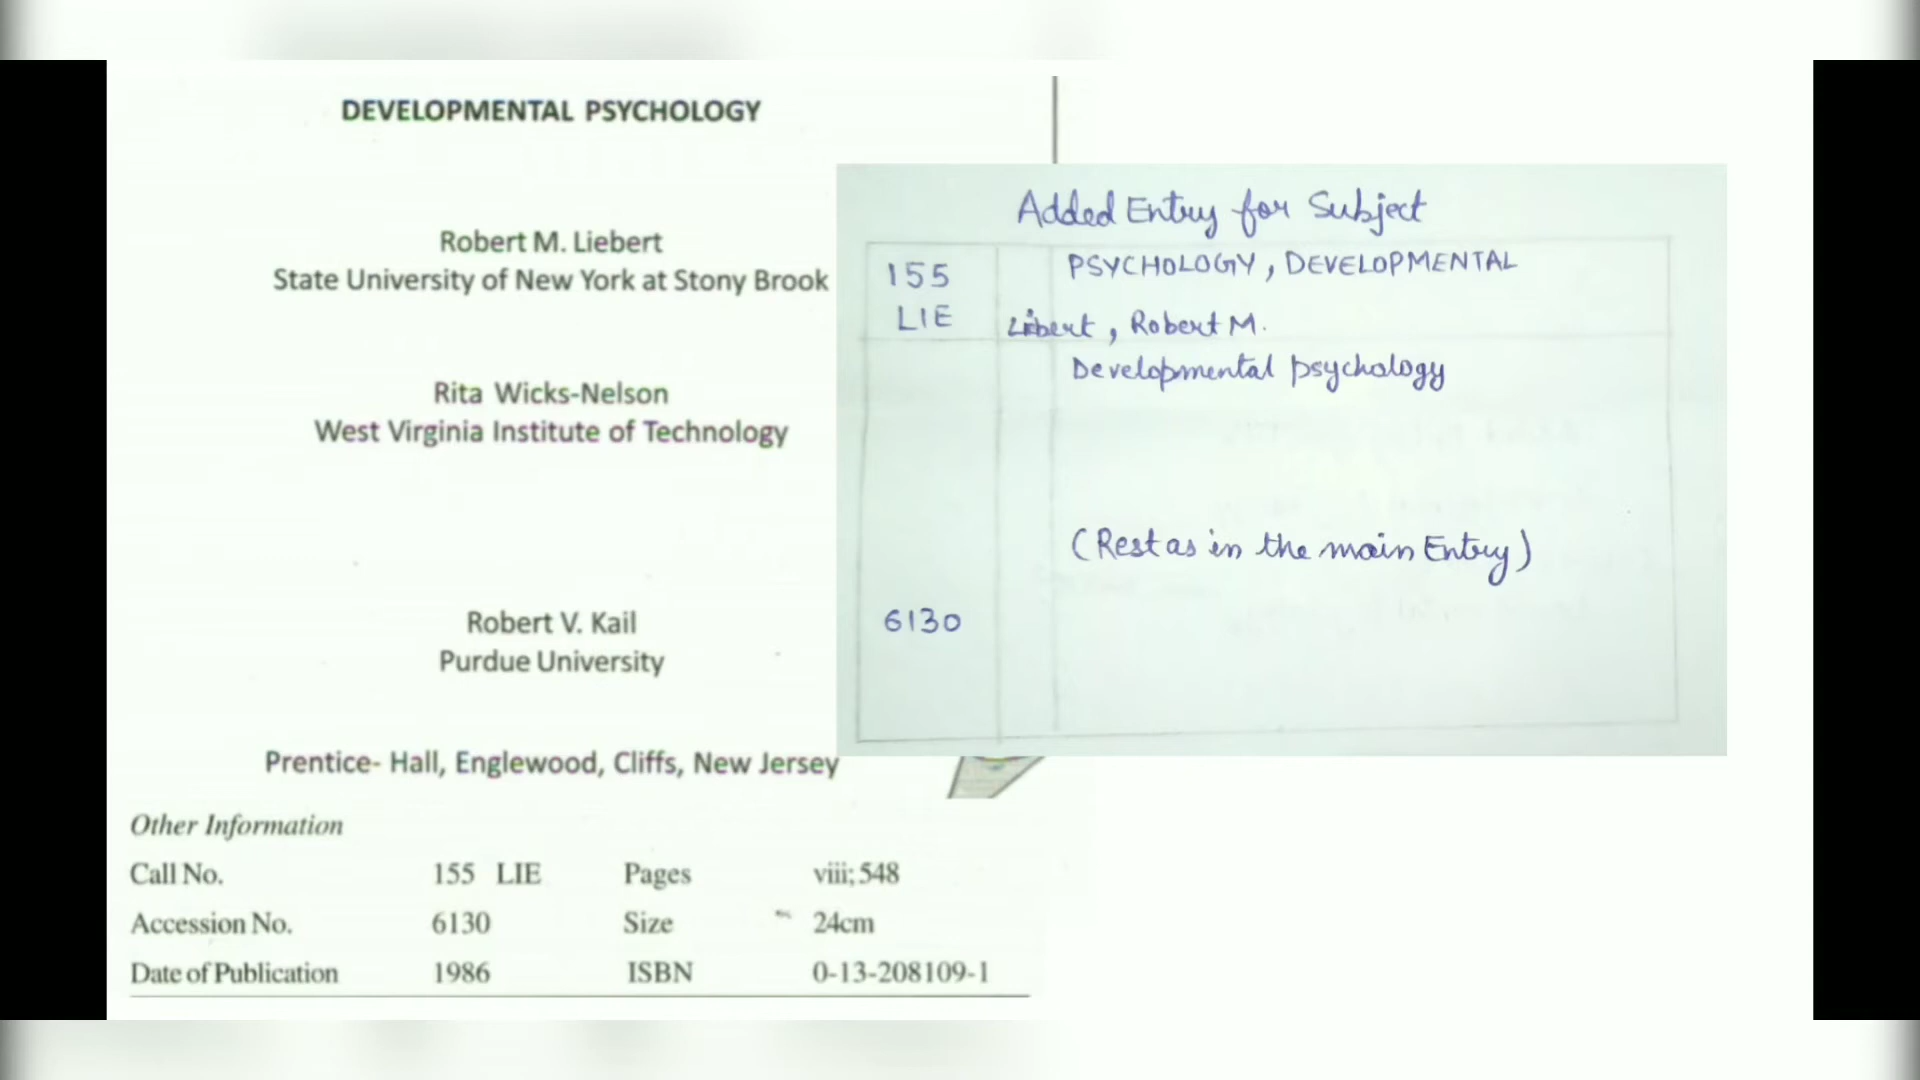 DEVELOPMENTAL PSYCHOLOGY
Robert M. Liebert
State University of New York at Stony Brook
Rita Wicks-Nelson
West Virginia Institute of Technology
Robert V. Kail
Purdue University
Prentice- Hall, Englewood, Cliffs, New Jersey
Other Information
Call No. 155 LIE Pages viii; 548
Accession No. 6130 Size 24cm
Date of Publication 1986 ISBN 0-13-208109-1
Added Entry for Subject
155 PSYCHOLOGY, DEVELOPMENTAL
LIE Liebert, Robert M.
Developmental psychology
(Rest as in the main Entry)
6130